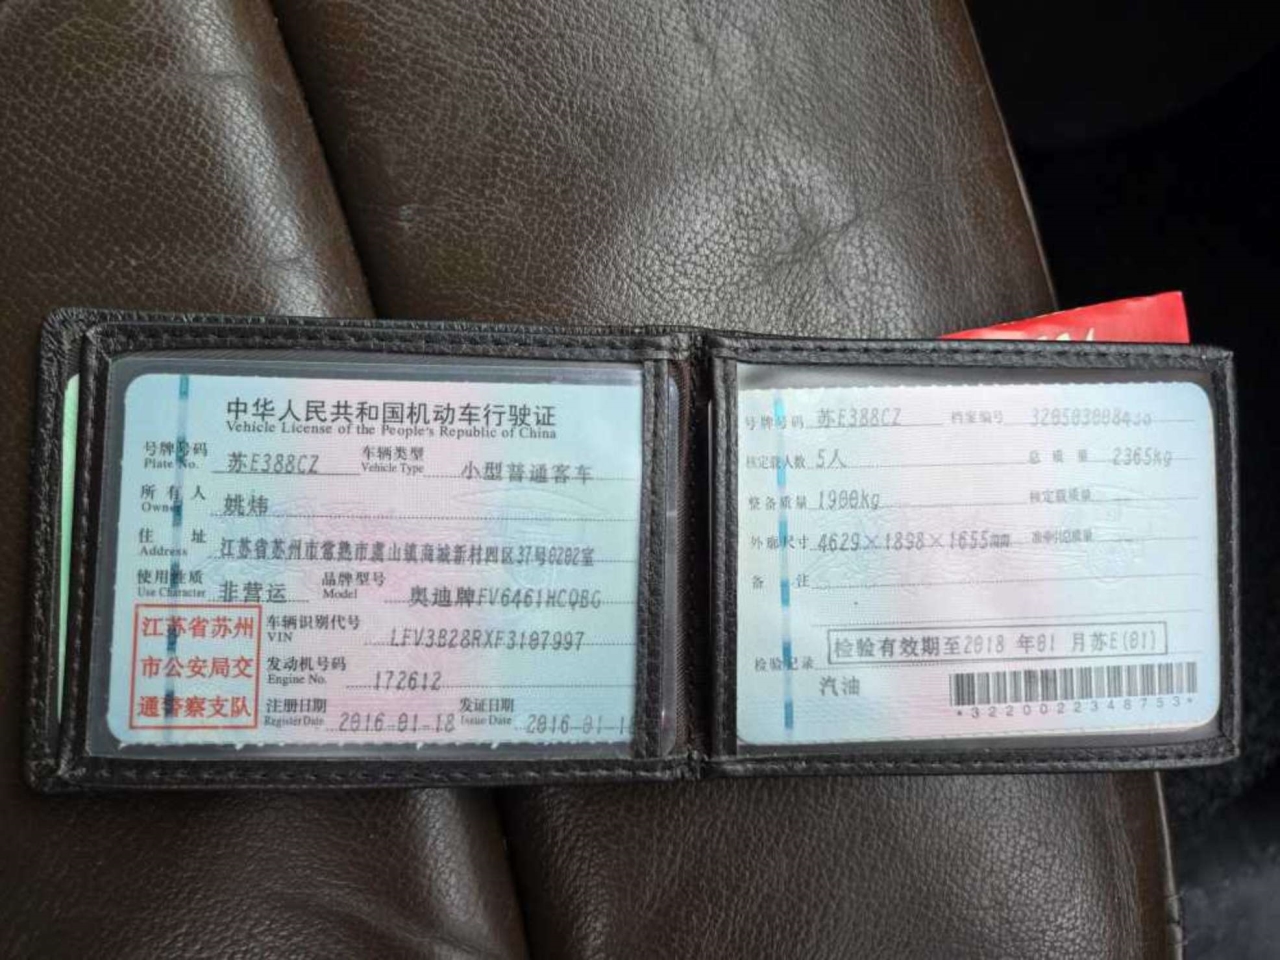 中华人民共和国机动车行驶证
Vehicle License of the People's Republic of China
号牌号码 苏E388CZ 车辆类型 小型普通客车
Plate No. Vehicle Type
所有人 姚炜
Owner
住址 江苏省苏州市常熟市虞山镇商城新村四区37号0202室
Address
使用性质 非营运 品牌型号 奥迪牌FV6461HCQBG
Use Character Model
江苏省苏州
市公安局交
通警察支队
车辆识别代号 LFV3B28RXF3107997
VIN
发动机号码 172612
Engine No.
注册日期 2016-01-18 发证日期 2016-01-1
Register Date Issue Date
号牌号码 苏E388CZ 档案编号
核定载人数 5人 总质量 2365kg
整备质量 1900kg 核定载质量
外廓尺寸 4629×1898×1655mm 准牵引总质量
备注
检验记录 检验有效期至2018 年01 月苏E(01)
汽油
*3220022348753*